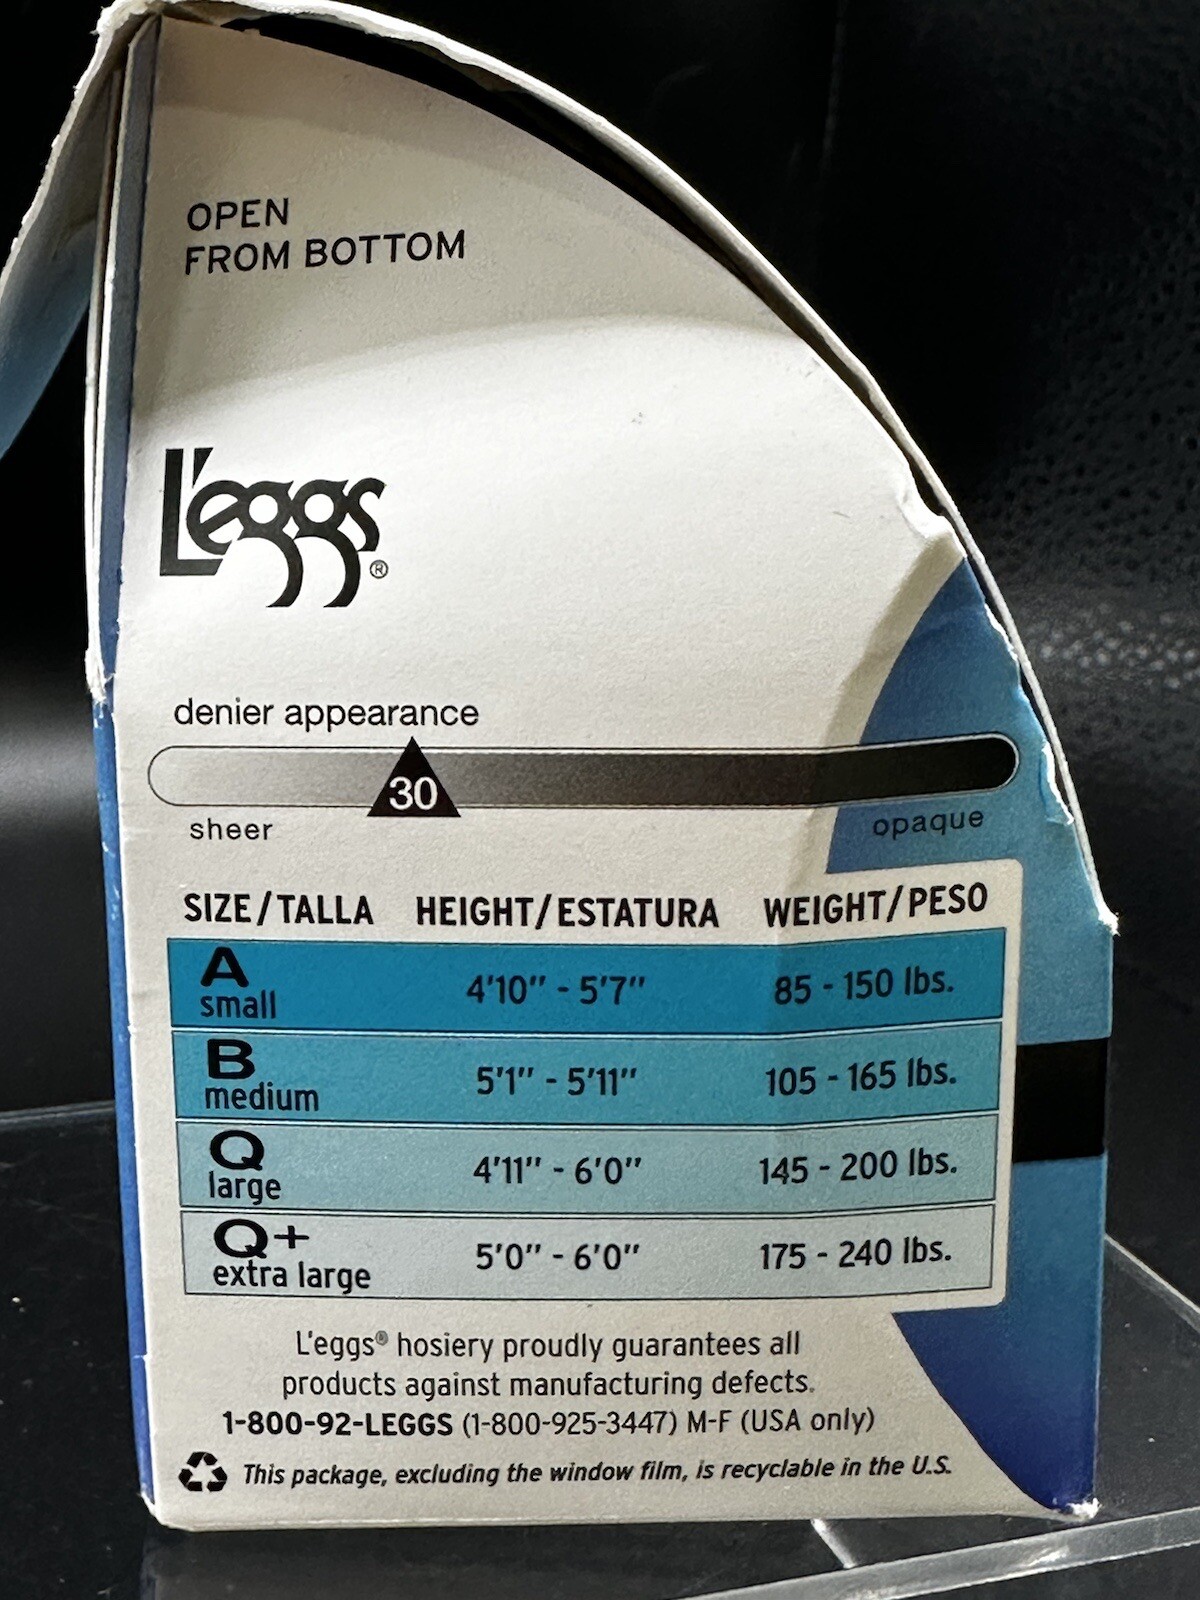 OPEN
FROM BOTTOM
L'eggs®
denier appearance
30
sheer opaque
SIZE/TALLA HEIGHT/ESTATURA WEIGHT/PESO
A
small 4'10" - 5'7" 85 - 150 lbs.
B
medium 5'1" - 5'11" 105 - 165 lbs.
Q
large 4'11" - 6'0" 145 - 200 lbs.
Q+
extra large 5'0" - 6'0" 175 - 240 lbs.
L'eggs® hosiery proudly guarantees all
products against manufacturing defects.
1-800-92-LEGGS (1-800-925-3447) M-F (USA only)
This package, excluding the window film, is recyclable in the U.S.